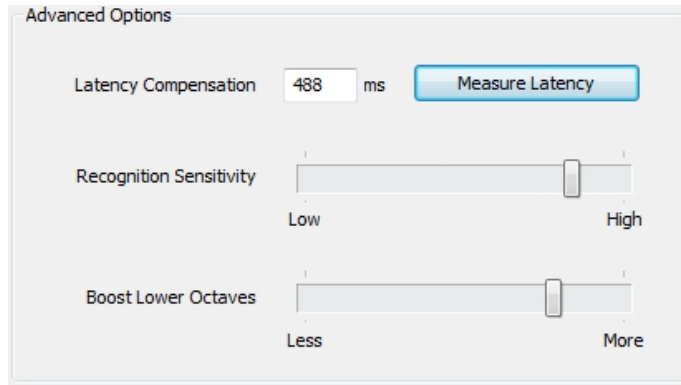 Advanced Options
Latency Compensation 488 ms Measure Latency
Recognition Sensitivity
Low High
Boost Lower Octaves
Less More